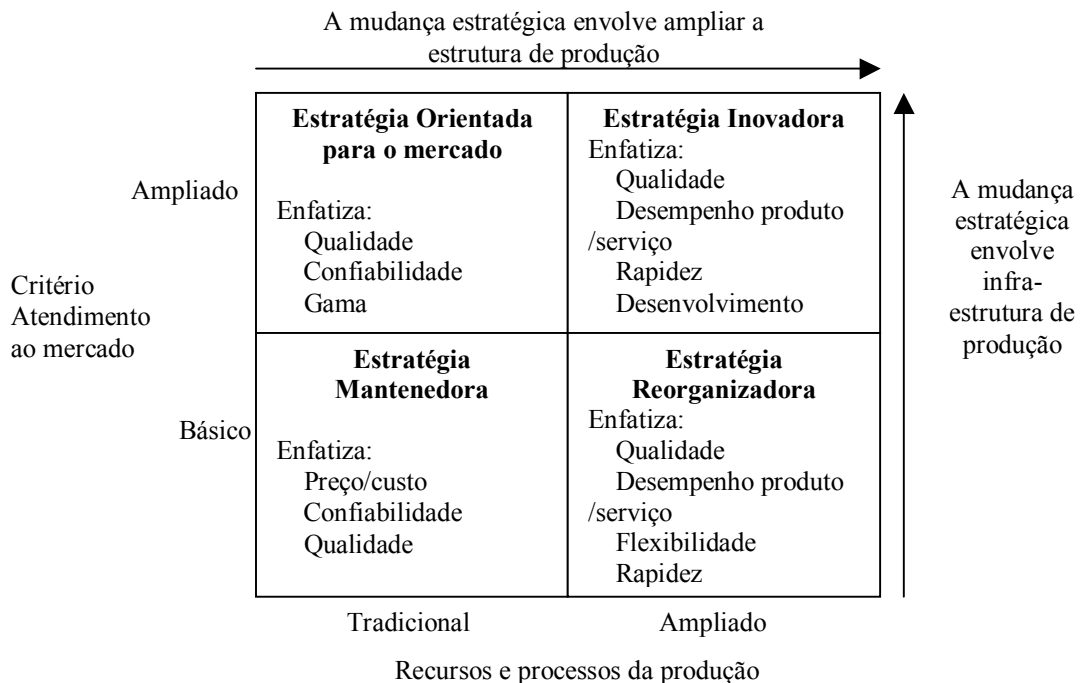 A mudança estratégica envolve ampliar a
estrutura de produção
Estratégia Orientada
para o mercado
Enfatiza:
Qualidade
Confiabilidade
Gama
Estratégia Inovadora
Enfatiza:
Qualidade
Desempenho produto
/serviço
Rapidez
Desenvolvimento
Ampliado
Critério
Atendimento
ao mercado
Básico
Estratégia
Mantenedora
Enfatiza:
Preço/custo
Confiabilidade
Qualidade
Estratégia
Reorganizadora
Enfatiza:
Qualidade
Desempenho produto
/serviço
Flexibilidade
Rapidez
A mudança
estratégica
envolve
infra-
estrutura de
produção
Tradicional
Ampliado
Recursos e processos da produção